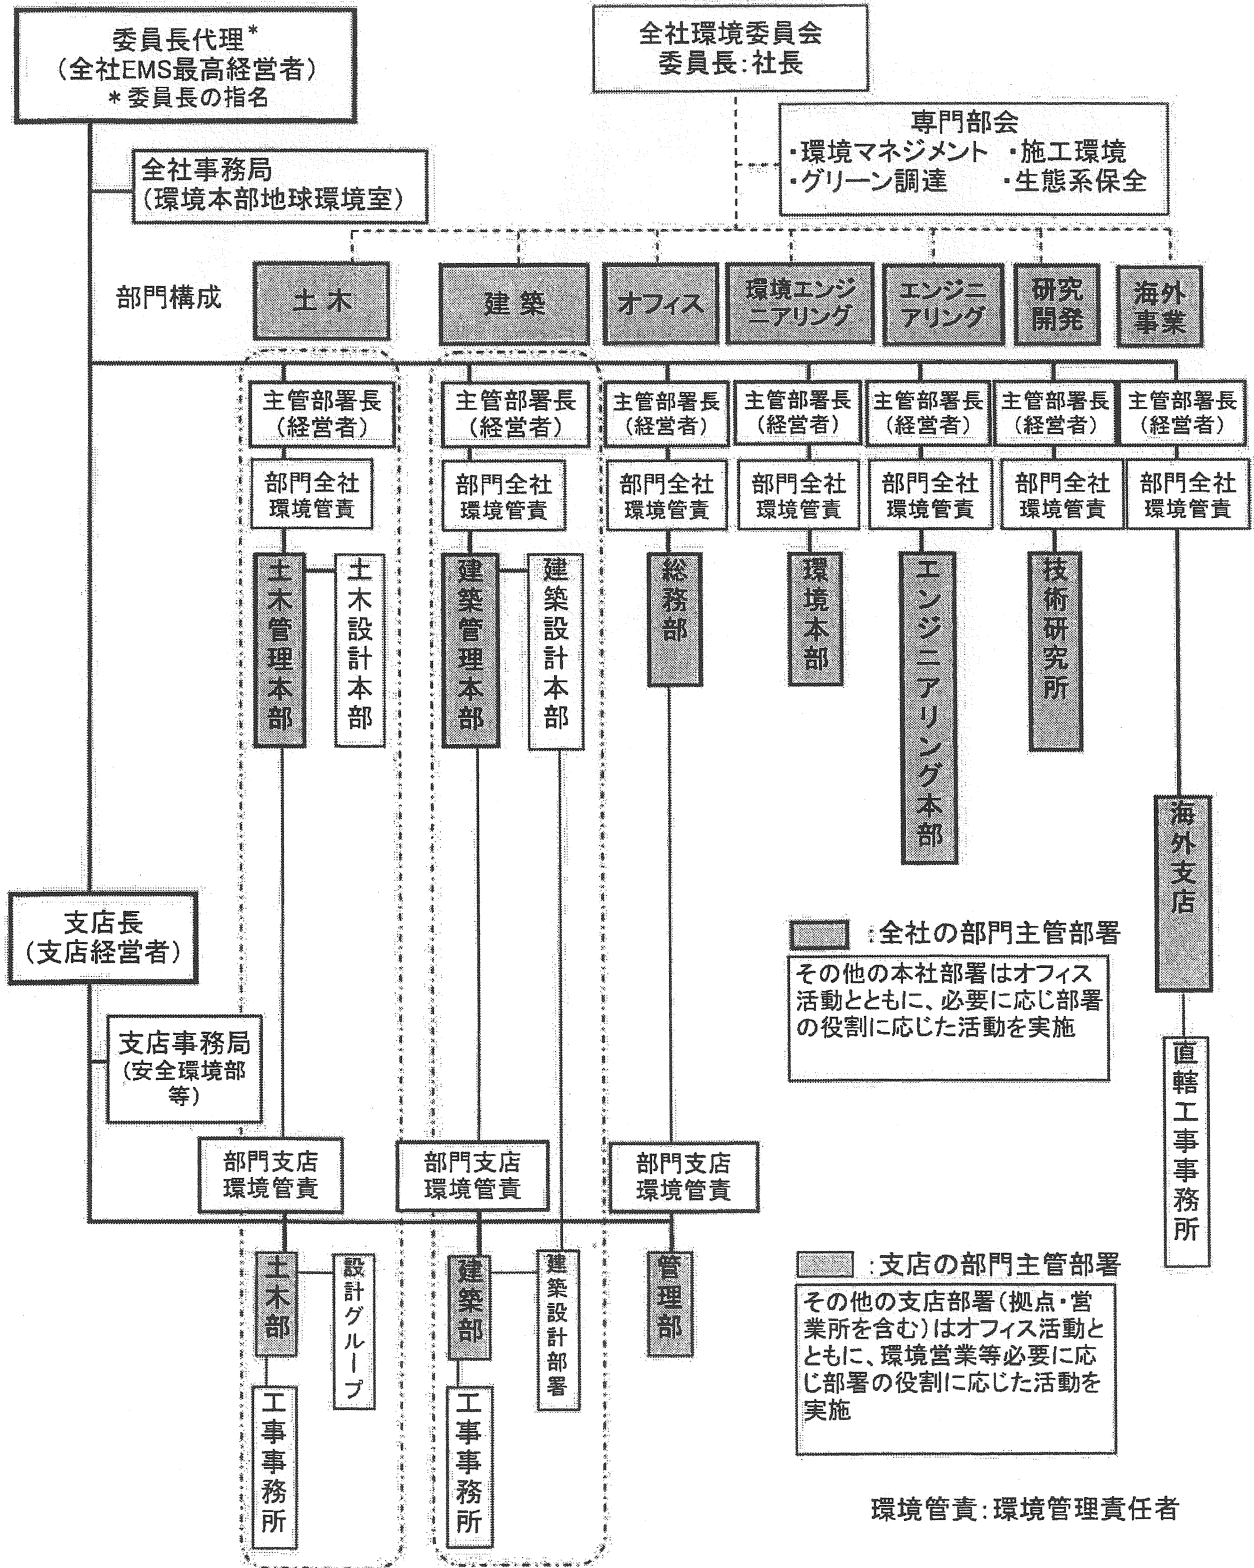 委員長代理*
(全社EMS最高経営者)
*委員長の指名
全社環境委員会
委員長:社長
専門部会
・環境マネジメント ・施工環境
・グリーン調達 ・生態系保全
全社事務局
(環境本部地球環境室)
部門構成
土木
建築
オフィス
環境エンジ
ニアリング
エンジニ
アリング
研究
開発
海外
事業
主管部署長
(経営者)
主管部署長
(経営者)
主管部署長
(経営者)
主管部署長
(経営者)
主管部署長
(経営者)
主管部署長
(経営者)
主管部署長
(経営者)
部門全社
環境管責
部門全社
環境管責
部門全社
環境管責
部門全社
環境管責
部門全社
環境管責
部門全社
環境管責
部門全社
環境管責
土木管理本部
土木設計本部
建築管理本部
建築設計本部
総務部
環境本部
エンジニアリング本部
技術研究所
海外支店
直轄工事事務所
支店長
(支店経営者)
支店事務局
(安全環境部
等)
:全社の部門主管部署
その他の本社部署はオフィス
活動とともに、必要に応じ部署
の役割に応じた活動を実施
部門支店
環境管責
部門支店
環境管責
部門支店
環境管責
土木部
設計グループ
建築部
建築設計部署
管理部
工事事務所
工事事務所
:支店の部門主管部署
その他の支店部署(拠点・営
業所を含む)はオフィス活動と
ともに、環境営業等必要に応
じ部署の役割に応じた活動を
実施
環境管責:環境管理責任者